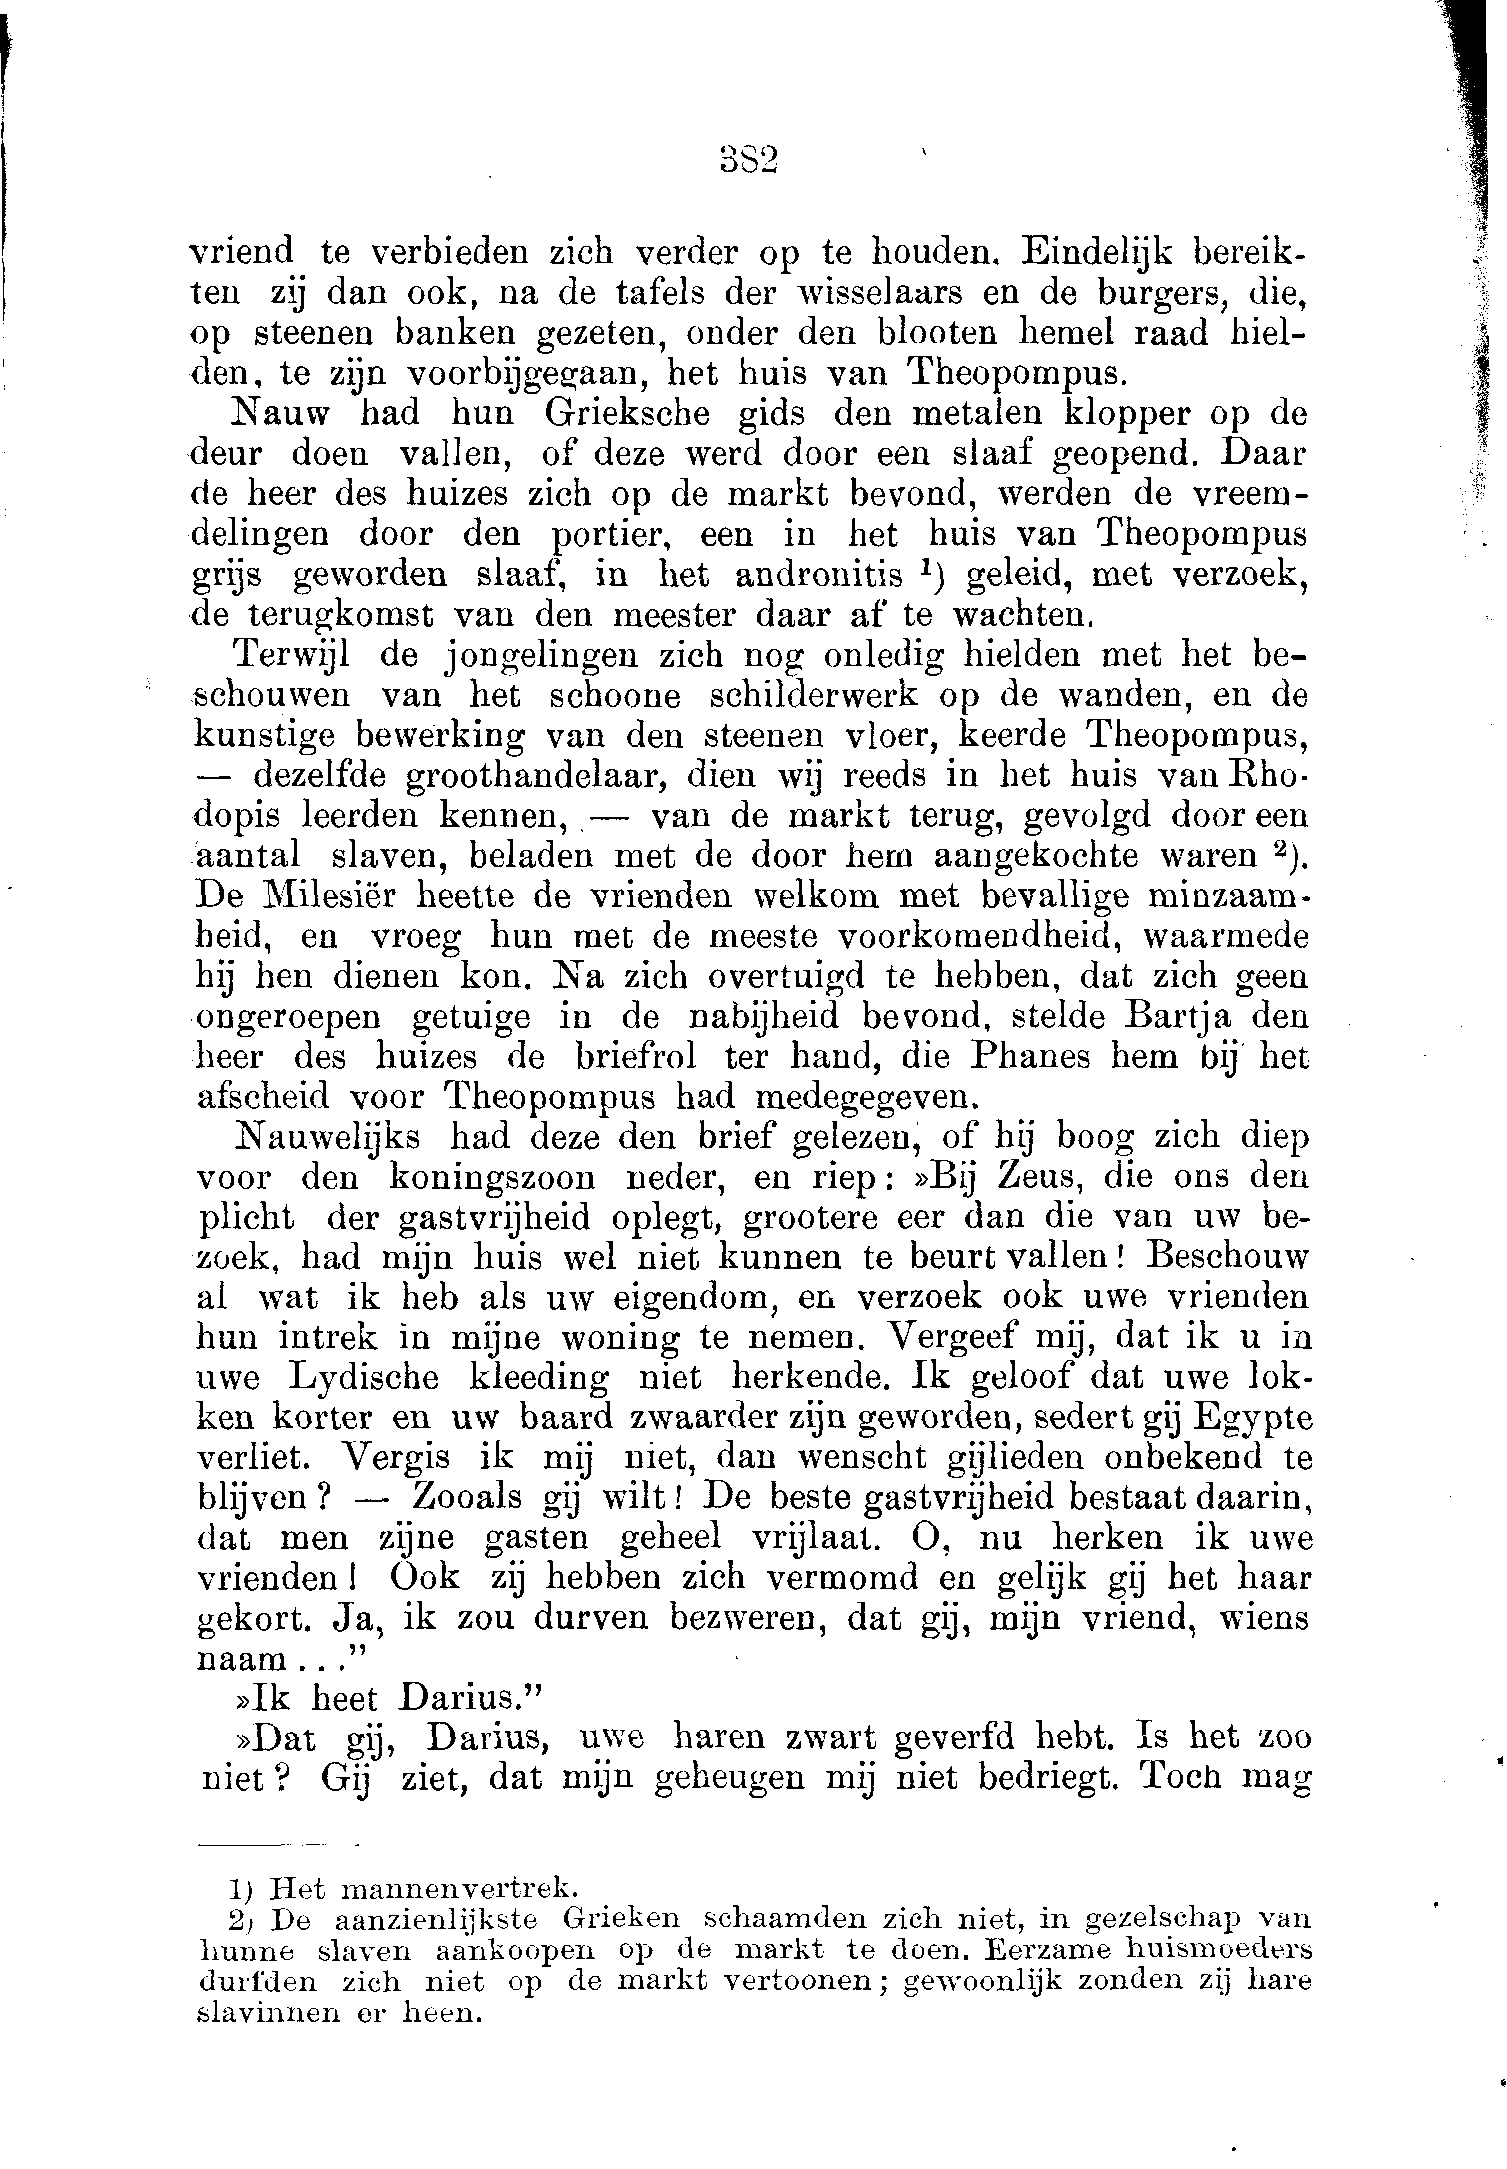 382
vriend te verbieden zich verder op te houden. Eindelijk bereik-
ten zij dan ook, na de tafels der wisselaars en de burgers, die,
op steenen banken gezeten, onder den blooten hemel raad hiel-
den, te zijn voorbijgegaan, het huis van Theopompus.
Nauw had hun Grieksche gids den metalen klopper op de
deur doen vallen, of deze werd door een slaaf geopend. Daar
de heer des huizes zich op de markt bevond, werden de vreem-
delingen door den portier, een in het huis van Theopompus
grijs geworden slaaf, in het andronitis ¹) geleid, met verzoek,
de terugkomst van den meester daar af te wachten.
Terwijl de jongelingen zich nog onledig hielden met het be-
schouwen van het schoone schilderwerk op de wanden, en de
kunstige bewerking van den steenen vloer, keerde Theopompus,
— dezelfde groothandelaar, dien wij reeds in het huis van Rho-
dopis leerden kennen, — van de markt terug, gevolgd door een
aantal slaven, beladen met de door hem aangekochte waren ²).
De Milesiër heette de vrienden welkom met bevallige minzaam-
heid, en vroeg hun met de meeste voorkomendheid, waarmede
hij hen dienen kon. Na zich overtuigd te hebben, dat zich geen
ongeroepen getuige in de nabijheid bevond, stelde Bartja den
heer des huizes de briefrol ter hand, die Phanes hem bij het
afscheid voor Theopompus had medegegeven.
Nauwelijks had deze den brief gelezen, of hij boog zich diep
voor den koningszoon neder, en riep: »Bij Zeus, die ons den
plicht der gastvrijheid oplegt, grootere eer dan die van uw be-
zoek, had mijn huis wel niet kunnen te beurt vallen! Beschouw
al wat ik heb als uw eigendom, en verzoek ook uwe vrienden
hun intrek in mijne woning te nemen. Vergeef mij, dat ik u in
uwe Lydische kleeding niet herkende. Ik geloof dat uwe lok-
ken korter en uw baard zwaarder zijn geworden, sedert gij Egypte
verliet. Vergis ik mij niet, dan wenscht gijlieden onbekend te
blijven? — Zooals gij wilt! De beste gastvrijheid bestaat daarin,
dat men zijne gasten geheel vrijlaat. O, nu herken ik uwe
vrienden! Ook zij hebben zich vermomd en gelijk gij het haar
gekort. Ja, ik zou durven bezweren, dat gij, mijn vriend, wiens
naam . . ."
»Ik heet Darius."
»Dat gij, Darius, uwe haren zwart geverfd hebt. Is het zoo
niet? Gij ziet, dat mijn geheugen mij niet bedriegt. Toch mag
1) Het mannenvertrek.
2) De aanzienlijkste Grieken schaamden zich niet, in gezelschap van
hunne slaven aankoopen op de markt te doen. Eerzame huismoeders
durfden zich niet op de markt vertoonen; gewoonlijk zonden zij hare
slavinnen er heen.